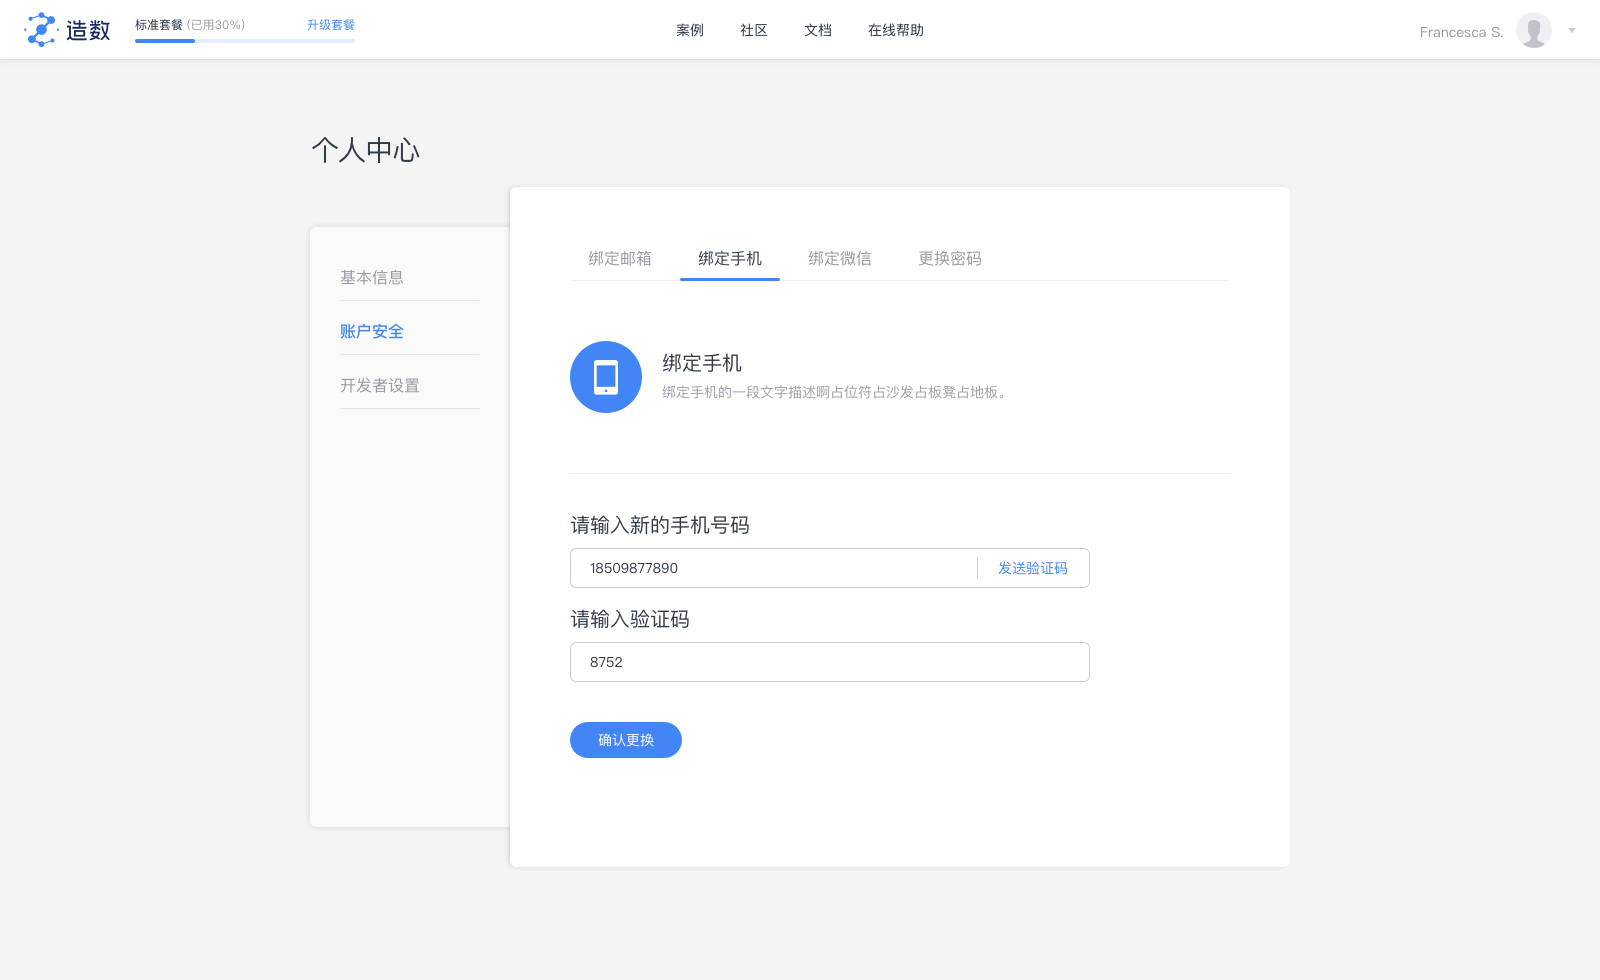 造数
标准套餐 (已用30%) 升级套餐
案例 社区 文档 在线帮助
Francesca S.
个人中心
基本信息
账户安全
开发者设置
绑定邮箱 绑定手机 绑定微信 更换密码
绑定手机
绑定手机的一段文字描述啊占位符占沙发占板凳占地板。
请输入新的手机号码
18509877890 发送验证码
请输入验证码
8752
确认更换